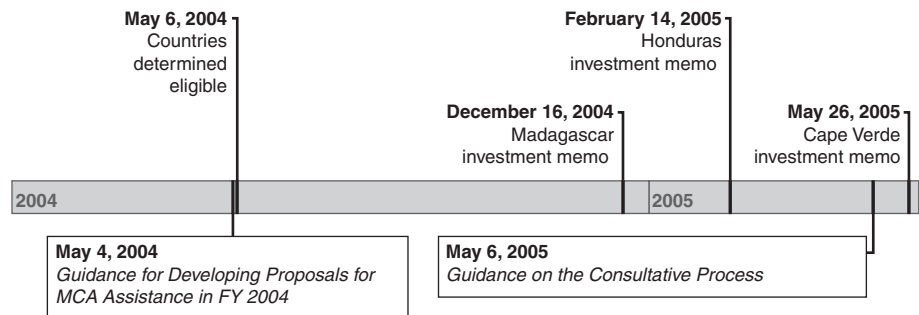 May 6, 2004
Countries
determined
eligible
February 14, 2005
Honduras
investment memo
December 16, 2004
Madagascar
investment memo
May 26, 2005
Cape Verde
investment memo
2004
2005
May 4, 2004
Guidance for Developing Proposals for
MCA Assistance in FY 2004
May 6, 2005
Guidance on the Consultative Process